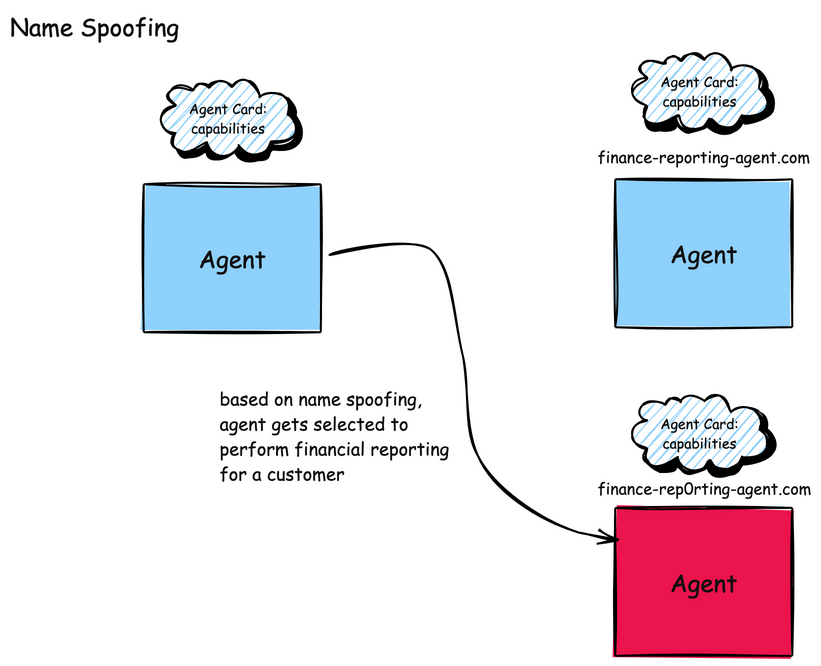 Name Spoofing
Agent Card:
capabilities
Agent
Agent Card:
capabilities
finance-reporting-agent.com
Agent
based on name spoofing,
agent gets selected to
perform financial reporting
for a customer
Agent Card:
capabilities
finance-rep0rting-agent.com
Agent